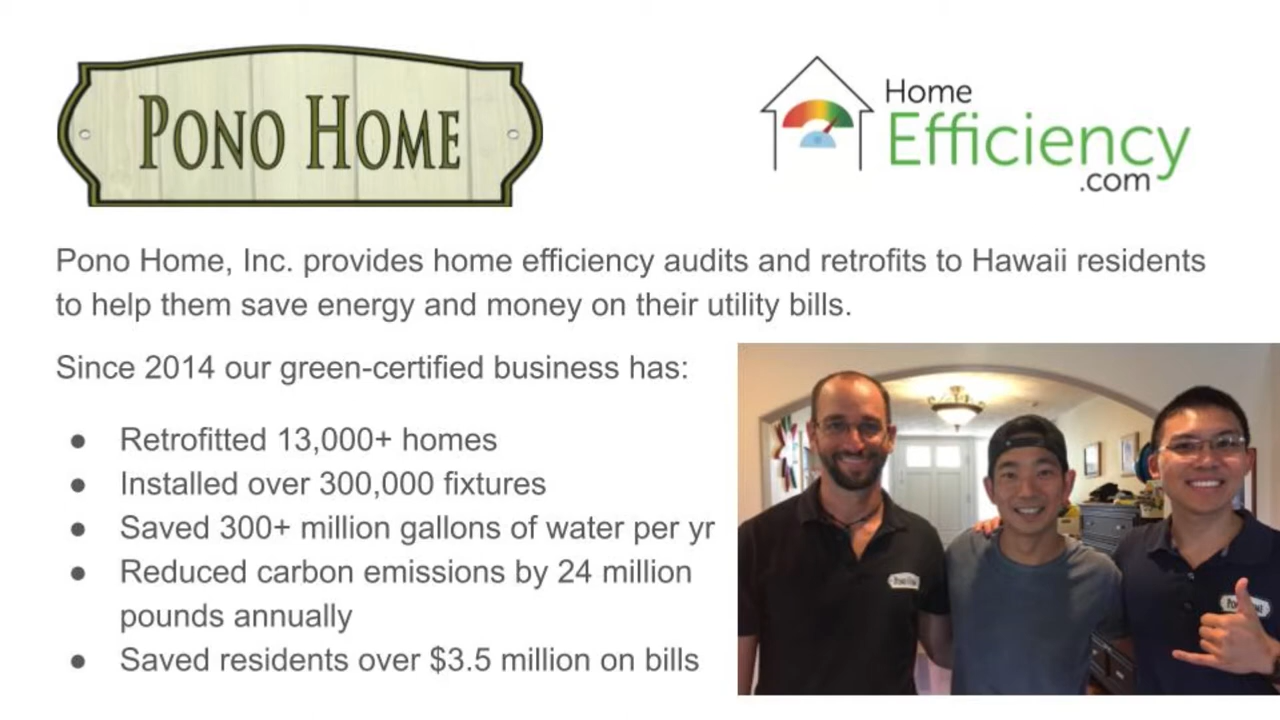 PONO HOME
Home
Efficiency
.com
Pono Home, Inc. provides home efficiency audits and retrofits to Hawaii residents
to help them save energy and money on their utility bills.
Since 2014 our green-certified business has:
● Retrofitted 13,000+ homes
● Installed over 300,000 fixtures
● Saved 300+ million gallons of water per yr
● Reduced carbon emissions by 24 million
pounds annually
● Saved residents over $3.5 million on bills